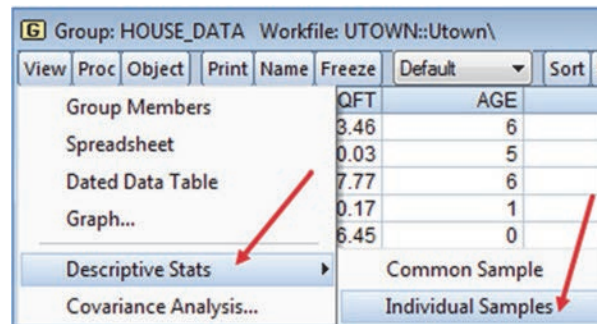 G Group: HOUSE_DATA Workfile: UTOWN::Utown\
View Proc Object Print Name Freeze Default Sort
Group Members QFT AGE
3.46 6
Spreadsheet 0.03 5
Dated Data Table 7.77 6
Graph... 0.17 1
6.45 0
Descriptive Stats Common Sample
Covariance Analysis... Individual Samples